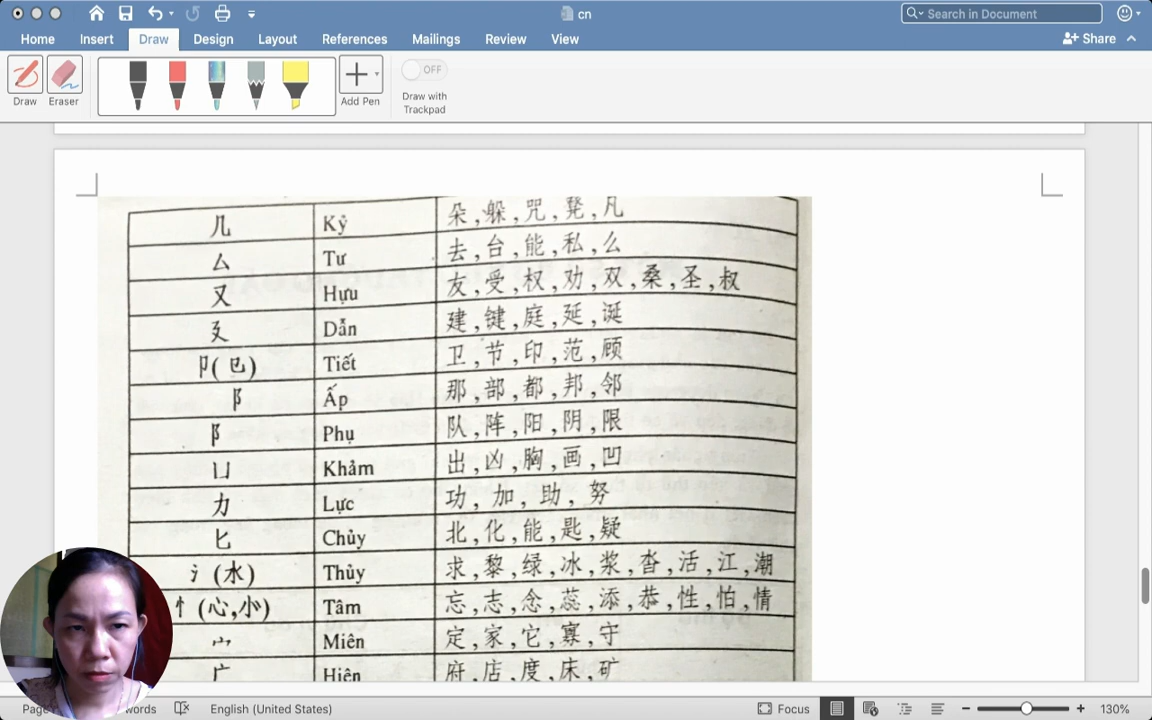 cn
Search in Document
Home Insert Draw Design Layout References Mailings Review View
Share
Draw Eraser Add Pen
OFF
Draw with
Trackpad
几 Kỷ 朵,躲,咒,凳,凡
厶 Tư 去,台,能,私,么
又 Hựu 友,受,权,劝,双,桑,圣,叔
廴 Dẫn 建,键,庭,延,诞
卩(㔾) Tiết 卫,节,印,范,顾
阝 Ấp 那,部,都,邦,邻
阝 Phụ 队,阵,阳,阴,限
凵 Khảm 出,凶,胸,画,凹
力 Lực 功,加,助,努
匕 Chủy 北,化,能,匙,疑
氵(水) Thủy 求,黎,绿,冰,浆,沓,活,江,潮
忄(心,㣺) Tâm 忘,志,念,蕊,添,恭,性,怕,情
宀 Miên 定,家,它,寡,守
广 Hiên 府,店,度,床,矿
Page words English (United States) Focus 130%